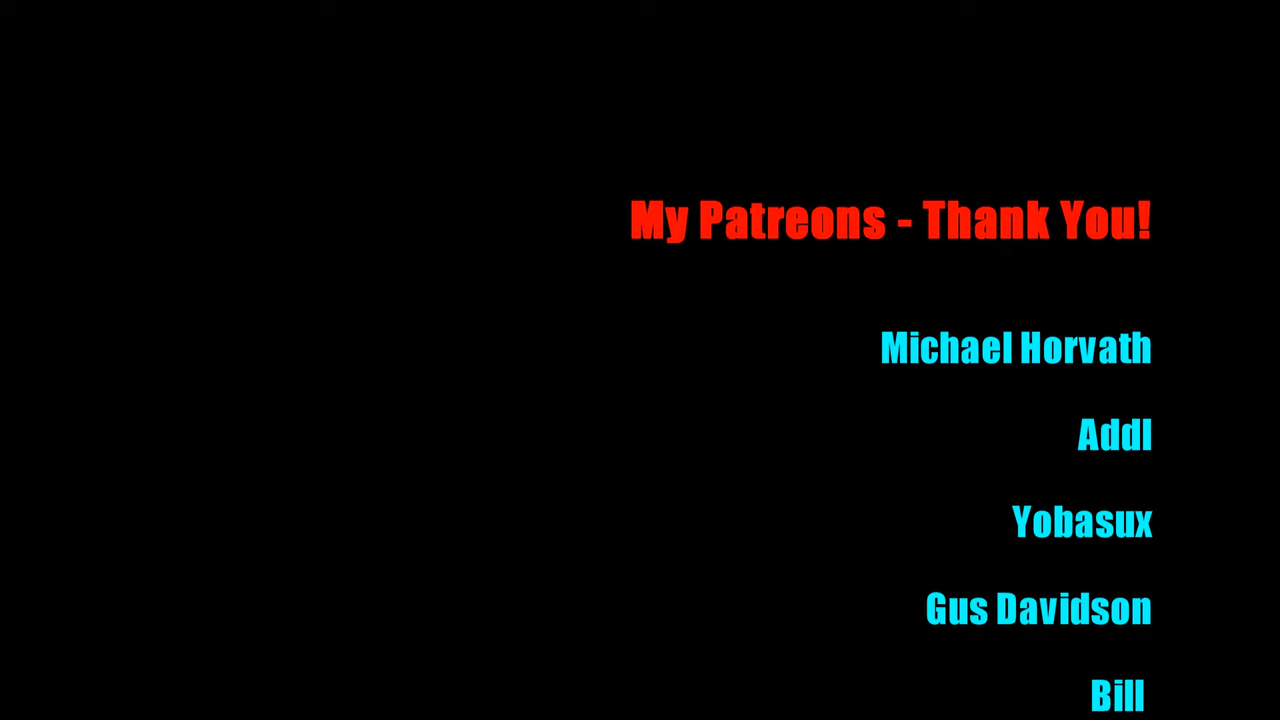 My Patreons - Thank You!
Michael Horvath
Addl
Yobasux
Gus Davidson
Bill